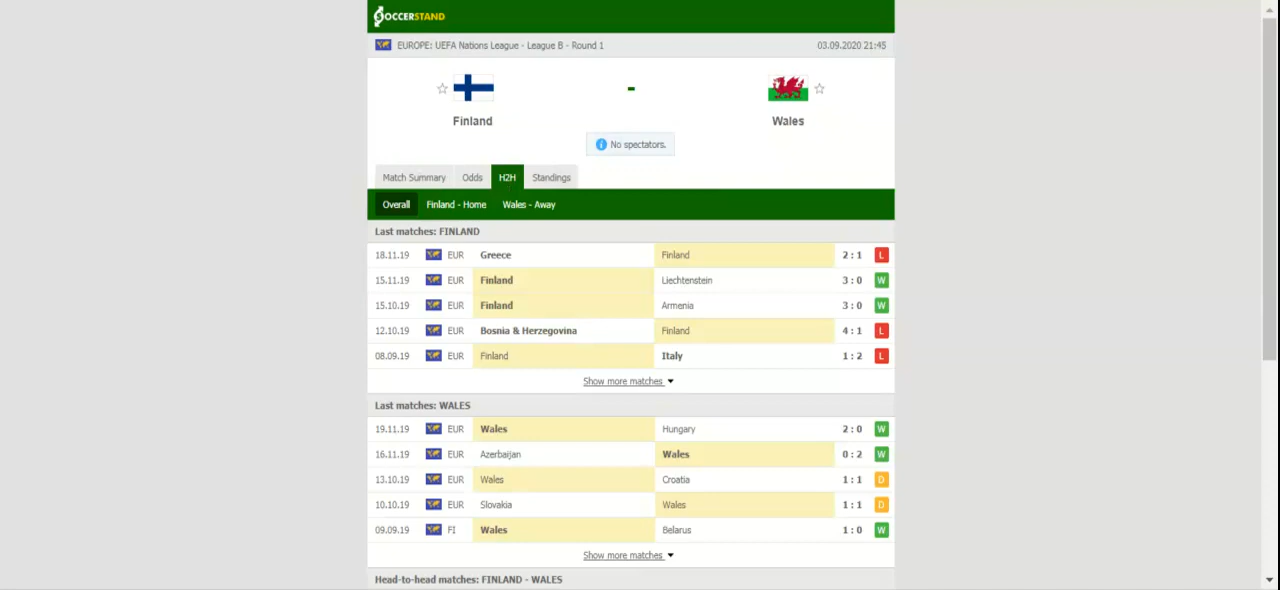 SOCCERSTAND
EUROPE: UEFA Nations League - League B - Round 1 03.09.2020 21:45
-
Finland Wales
No spectators.
Match Summary Odds H2H Standings
Overall Finland - Home Wales - Away
Last matches: FINLAND
18.11.19 EUR Greece Finland 2 : 1 L
15.11.19 EUR Finland Liechtenstein 3 : 0 W
15.10.19 EUR Finland Armenia 3 : 0 W
12.10.19 EUR Bosnia & Herzegovina Finland 4 : 1 L
08.09.19 EUR Finland Italy 1 : 2 L
Show more matches
Last matches: WALES
19.11.19 EUR Wales Hungary 2 : 0 W
16.11.19 EUR Azerbaijan Wales 0 : 2 W
13.10.19 EUR Wales Croatia 1 : 1 D
10.10.19 EUR Slovakia Wales 1 : 1 D
09.09.19 FI Wales Belarus 1 : 0 W
Show more matches
Head-to-head matches: FINLAND - WALES